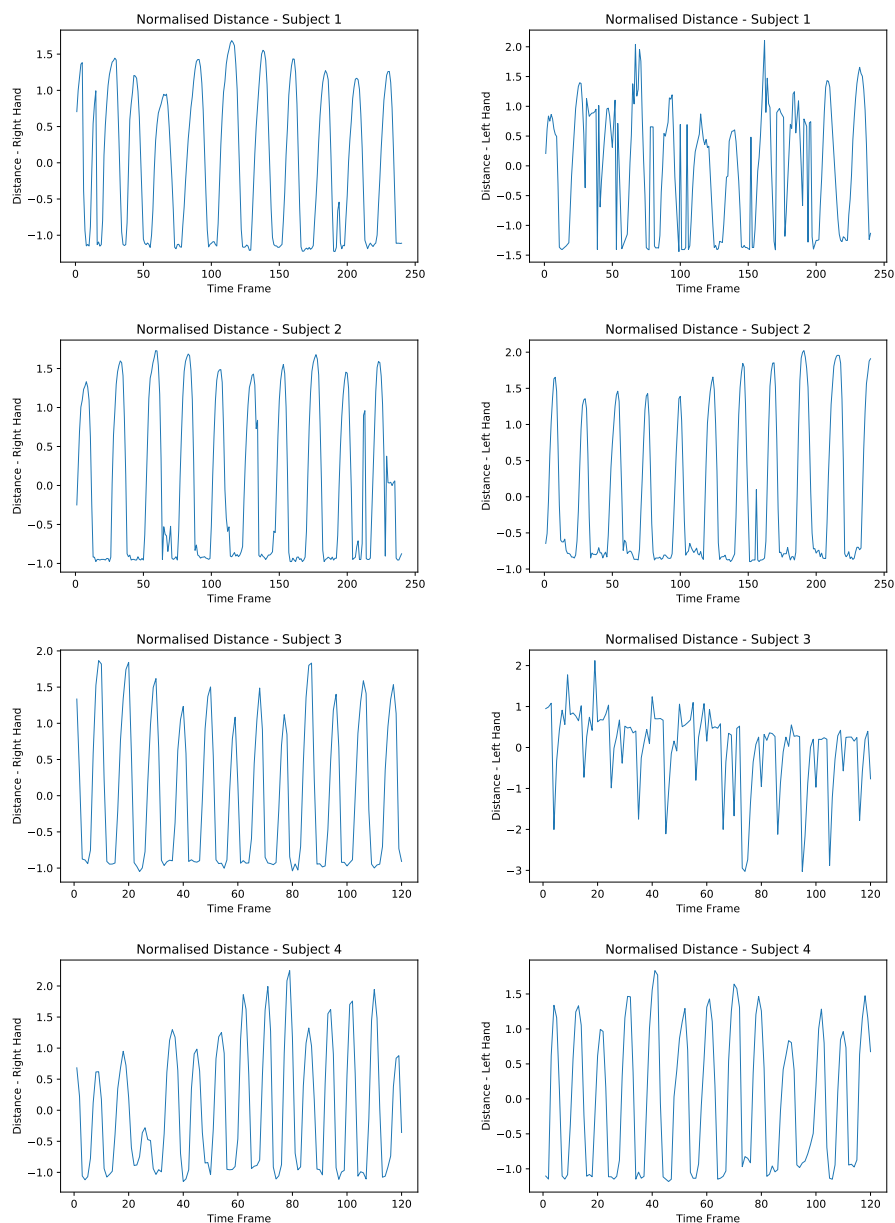 Normalised Distance - Subject 1
Distance - Right Hand
1.5
1.0
0.5
0.0
−0.5
−1.0
0 50 100 150 200 250
Time Frame
Normalised Distance - Subject 1
Distance - Left Hand
2.0
1.5
1.0
0.5
0.0
−0.5
−1.0
−1.5
0 50 100 150 200 250
Time Frame
Normalised Distance - Subject 2
Distance - Right Hand
1.5
1.0
0.5
0.0
−0.5
−1.0
0 50 100 150 200 250
Time Frame
Normalised Distance - Subject 2
Distance - Left Hand
2.0
1.5
1.0
0.5
0.0
−0.5
−1.0
0 50 100 150 200 250
Time Frame
Normalised Distance - Subject 3
Distance - Right Hand
2.0
1.5
1.0
0.5
0.0
−0.5
−1.0
0 20 40 60 80 100 120
Time Frame
Normalised Distance - Subject 3
Distance - Left Hand
2
1
0
−1
−2
−3
0 20 40 60 80 100 120
Time Frame
Normalised Distance - Subject 4
Distance - Right Hand
2.0
1.5
1.0
0.5
0.0
−0.5
−1.0
0 20 40 60 80 100 120
Time Frame
Normalised Distance - Subject 4
Distance - Left Hand
1.5
1.0
0.5
0.0
−0.5
−1.0
0 20 40 60 80 100 120
Time Frame